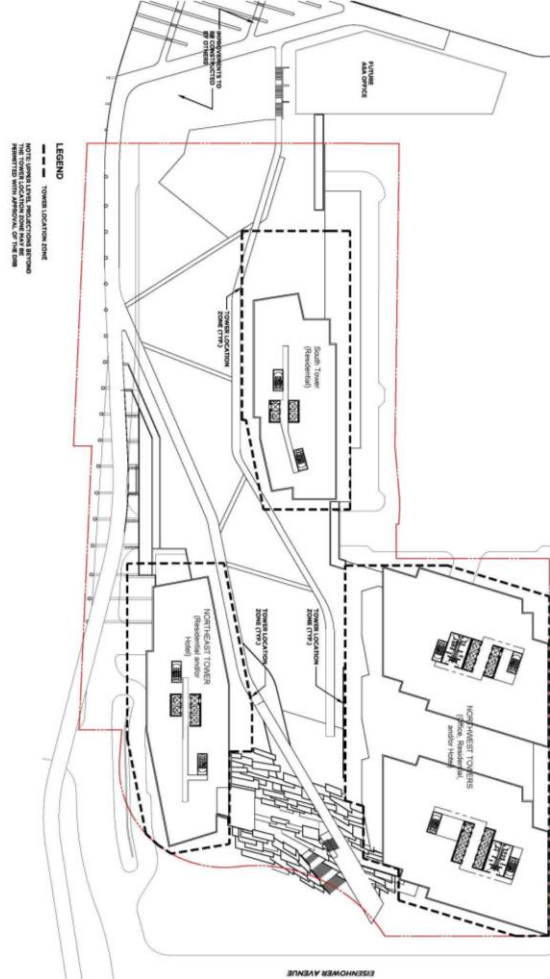 IMPROVEMENTS TO
BE CONSTRUCTED
BY OTHERS
FUTURE
ASA OFFICE
LEGEND
TOWER LOCATION ZONE
NOTE: UPPER LEVEL PROJECTIONS BEYOND
THE TOWER LOCATION ZONE MAY BE
PERMITTED WITH APPROVAL OF THE DRB
TOWER LOCATION
ZONE (TYP.)
South Tower
(Residential)
NORTHEAST TOWER
(Residential and/or
Hotel)
TOWER LOCATION
ZONE (TYP.)
TOWER LOCATION
ZONE (TYP.)
NORTHWEST TOWERS
(Office, Residential,
and/or Hotel)
EISENHOWER AVENUE